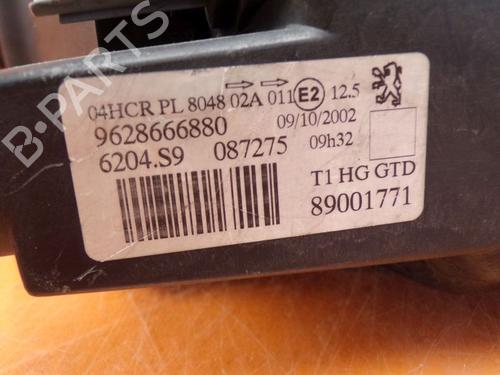 04HCR PL 8048 02A 011 E2 12.5
9628666880 09/10/2002
6204.S9 087275 09h32
T1 HG GTD
89001771
B-PARTS